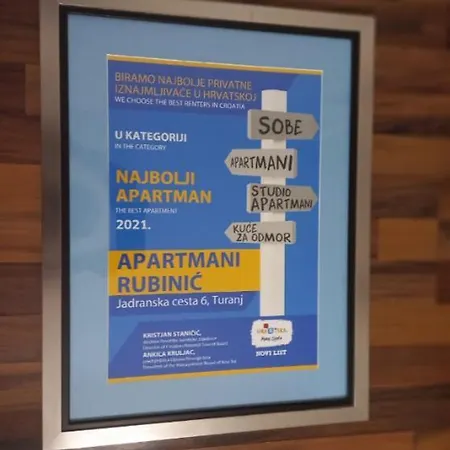 BIRAMO NAJBOLJE PRIVATNE
IZNAJMLJIVAČE U HRVATSKOJ
WE CHOOSE THE BEST RENTERS IN CROATIA
U KATEGORIJI
IN THE CATEGORY
NAJBOLJI
APARTMAN
THE BEST APARTMENT
2021.
APARTMANI
RUBINIĆ
Jadranska cesta 6, Turanj
SOBE
APARTMANI
STUDIO
APARTMANI
KUĆE
ZA ODMOR
KRISTJAN STANIČIĆ,
ANKILA KRULJAC,
NOVI LIST